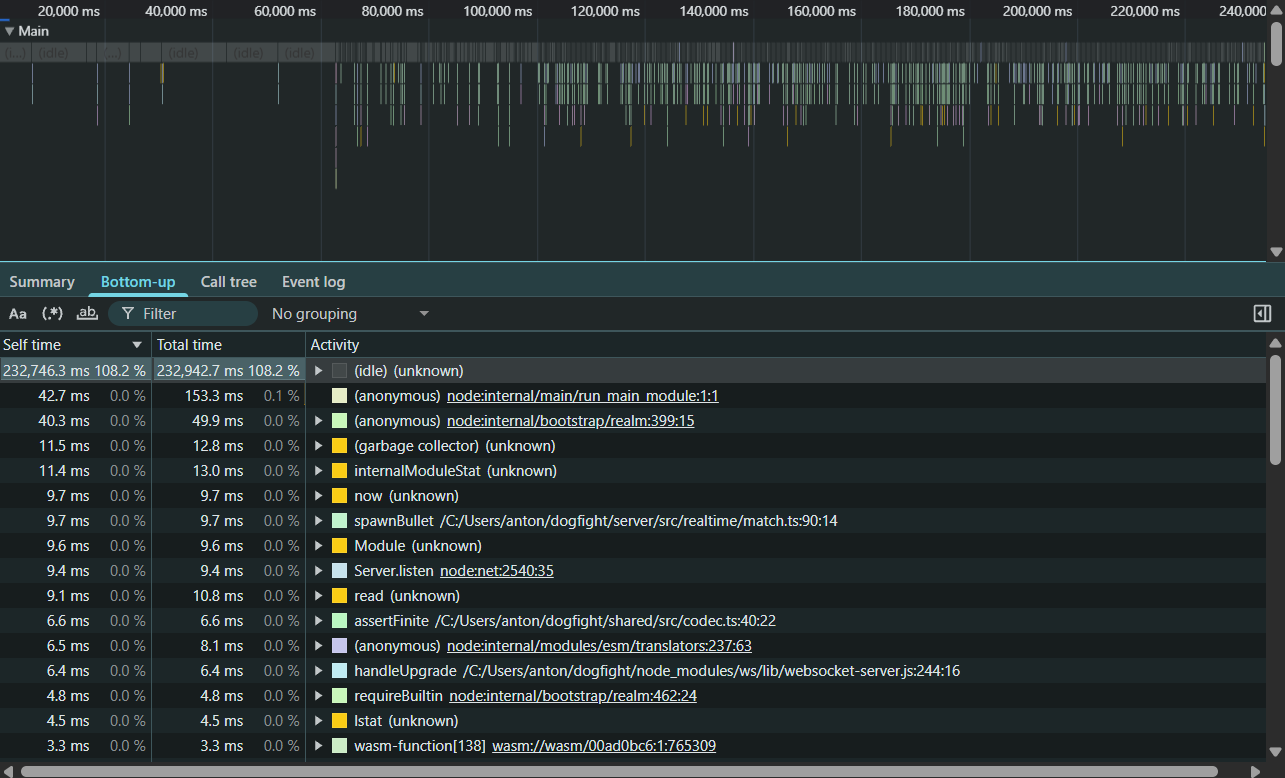 20,000 ms 40,000 ms 60,000 ms 80,000 ms 100,000 ms 120,000 ms 140,000 ms 160,000 ms 180,000 ms 200,000 ms 220,000 ms 240,000
Main
(i...) (idle) (...) (idle) (idle) (idle)
Summary Bottom-up Call tree Event log
Aa (.*) ab Filter No grouping
Self time Total time Activity
232,746.3 ms 108.2 % 232,942.7 ms 108.2 % (idle) (unknown)
42.7 ms 0.0 % 153.3 ms 0.1 % (anonymous) node:internal/main/run_main_module:1:1
40.3 ms 0.0 % 49.9 ms 0.0 % (anonymous) node:internal/bootstrap/realm:399:15
11.5 ms 0.0 % 12.8 ms 0.0 % (garbage collector) (unknown)
11.4 ms 0.0 % 13.0 ms 0.0 % internalModuleStat (unknown)
9.7 ms 0.0 % 9.7 ms 0.0 % now (unknown)
9.7 ms 0.0 % 9.7 ms 0.0 % spawnBullet /C:/Users/anton/dogfight/server/src/realtime/match.ts:90:14
9.6 ms 0.0 % 9.6 ms 0.0 % Module (unknown)
9.4 ms 0.0 % 9.4 ms 0.0 % Server.listen node:net:2540:35
9.1 ms 0.0 % 10.8 ms 0.0 % read (unknown)
6.6 ms 0.0 % 6.6 ms 0.0 % assertFinite /C:/Users/anton/dogfight/shared/src/codec.ts:40:22
6.5 ms 0.0 % 8.1 ms 0.0 % (anonymous) node:internal/modules/esm/translators:237:63
6.4 ms 0.0 % 6.4 ms 0.0 % handleUpgrade /C:/Users/anton/dogfight/node_modules/ws/lib/websocket-server.js:244:16
4.8 ms 0.0 % 4.8 ms 0.0 % requireBuiltin node:internal/bootstrap/realm:462:24
4.5 ms 0.0 % 4.5 ms 0.0 % lstat (unknown)
3.3 ms 0.0 % 3.3 ms 0.0 % wasm-function[138] wasm://wasm/00ad0bc6:1:765309